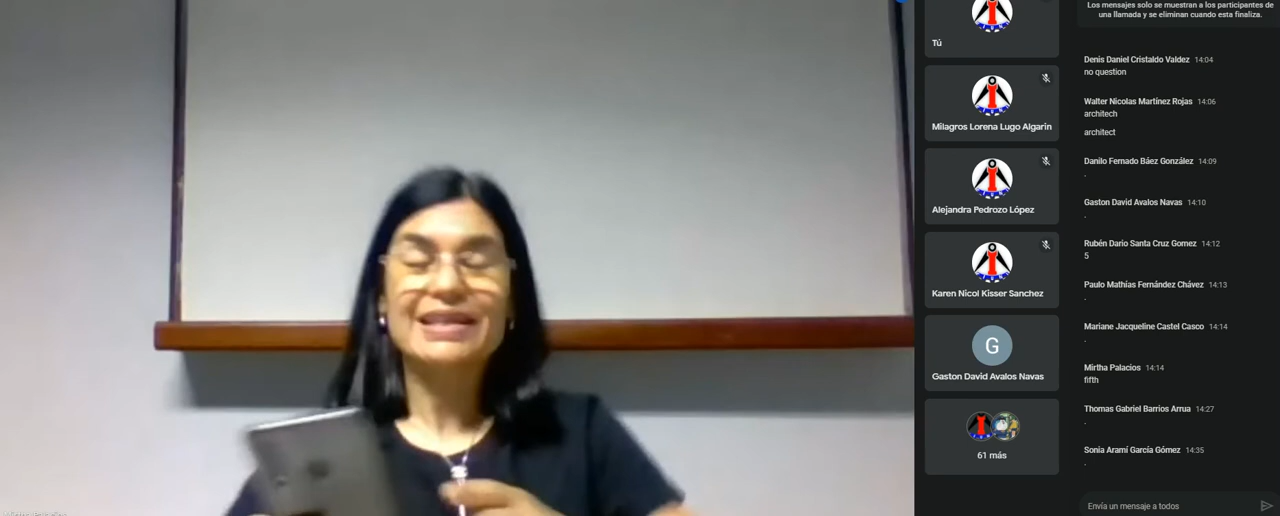 Tú
Milagros Lorena Lugo Algarin
Alejandra Pedrozo López
Karen Nicol Kisser Sanchez
G
Gaston David Avalos Navas
61 más
Los mensajes solo se muestran a los participantes de
una llamada y se eliminan cuando esta finaliza.
Denis Daniel Cristaldo Valdez 14:04
no question
Walter Nicolas Martínez Rojas 14:06
architech
architect
Danilo Fernado Báez González 14:09
.
Gaston David Avalos Navas 14:10
.
Rubén Dario Santa Cruz Gomez 14:12
5
Paulo Mathías Fernández Chávez 14:13
.
Mariane Jacqueline Castel Casco 14:14
.
Mirtha Palacios 14:14
fifth
Thomas Gabriel Barrios Arrua 14:27
.
Sonia Aramí García Gómez 14:35
.
Envía un mensaje a todos